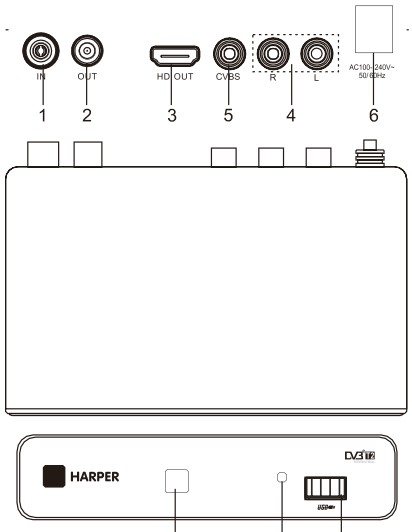 IN OUT HD OUT CVBS R L AC100~240V~
50/60Hz
1 2 3 5 4 6
HARPER DVB T2
USB